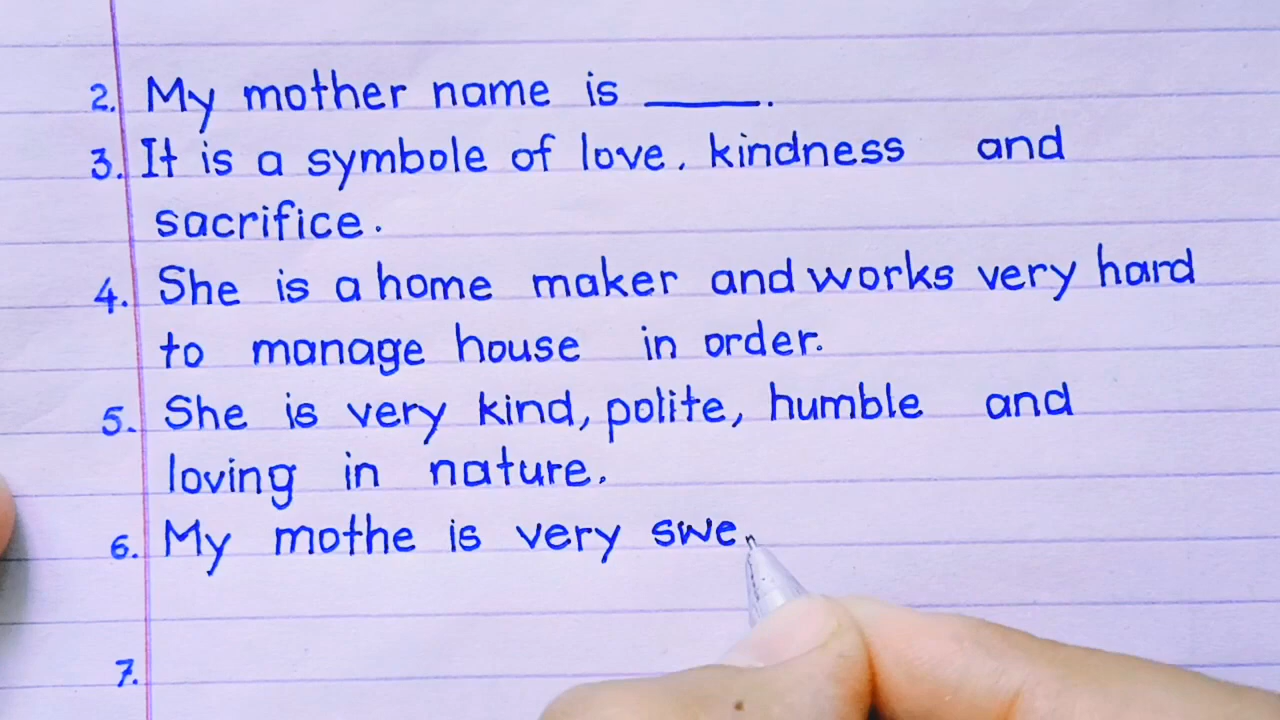 2. My mother name is ____.
3. It is a symbole of love, kindness and
sacrifice.
4. She is a home maker and works very hard
to manage house in order.
5. She is very kind, polite, humble and
loving in nature.
6. My mothe is very swe
7.